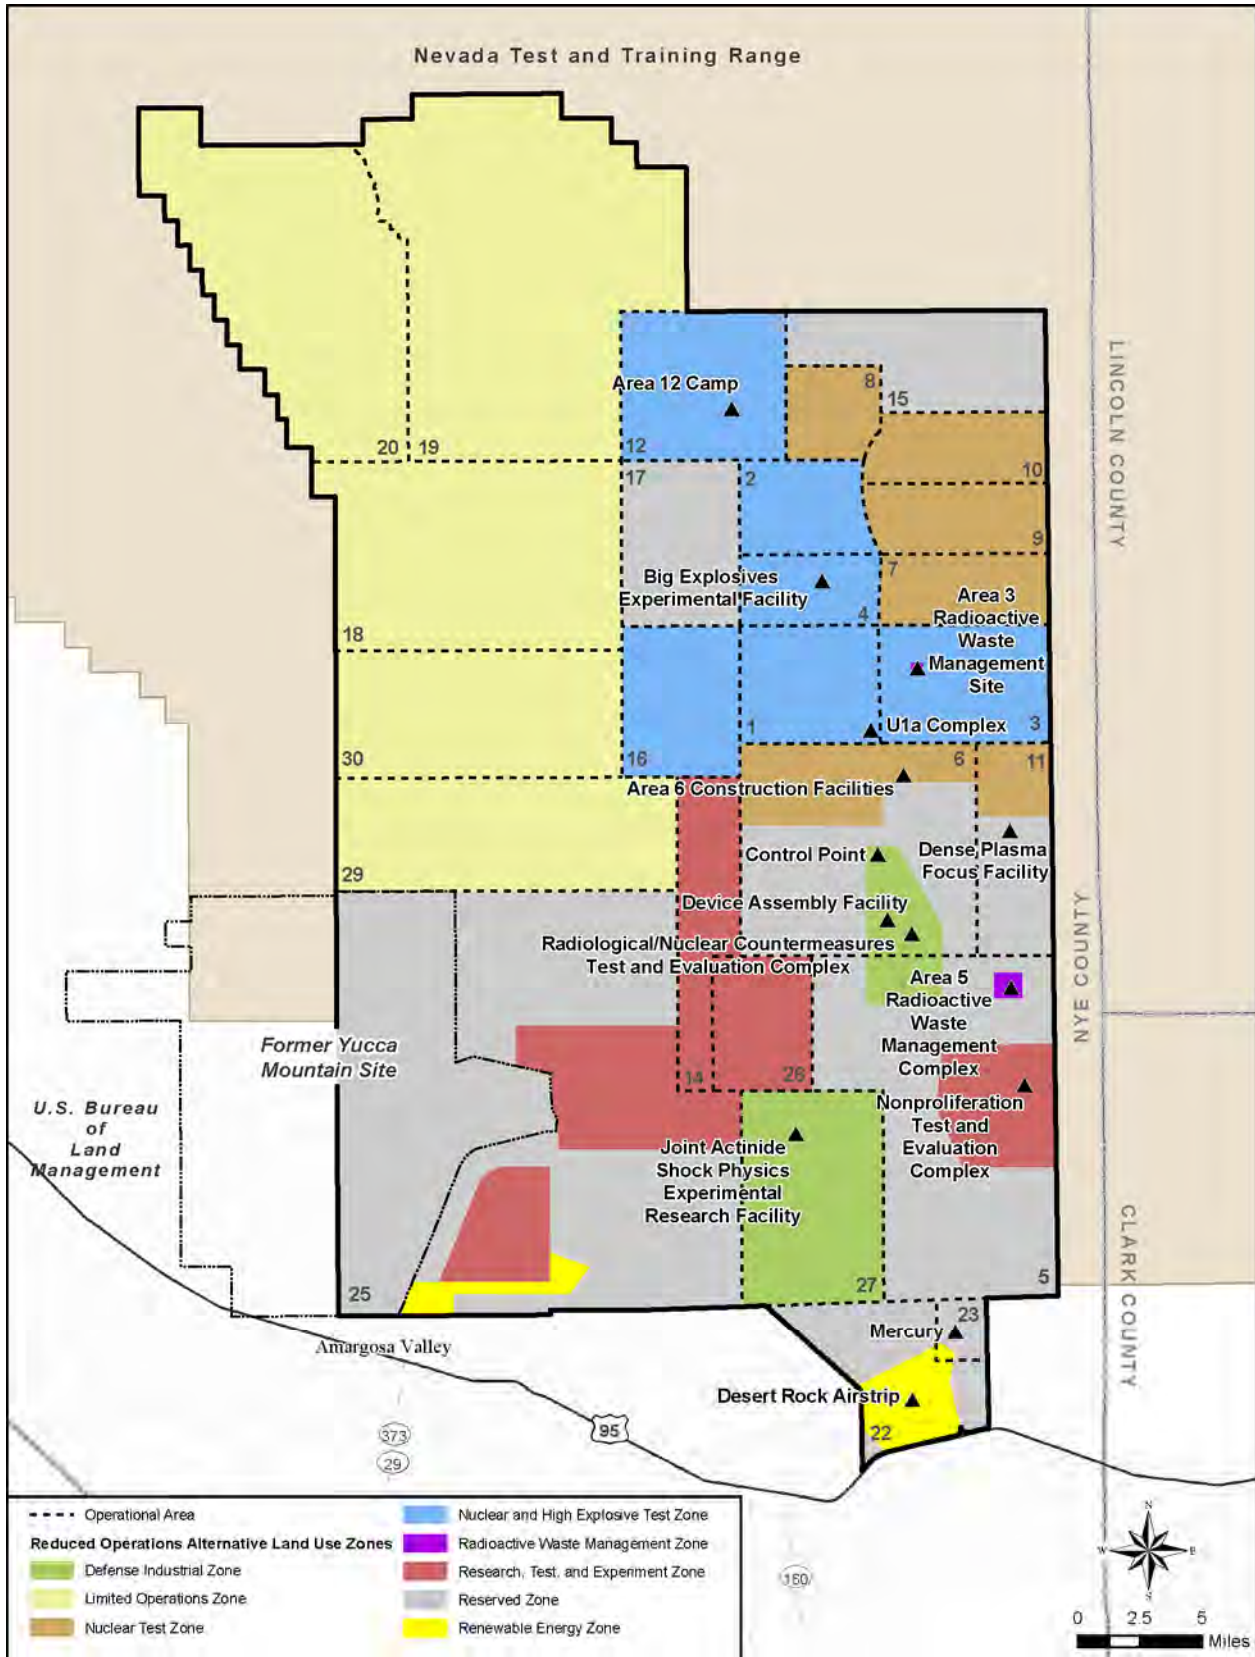 Nevada Test and Training Range
LINCOLN COUNTY
Area 12 Camp
8
15
20
19
12
10
17
2
9
Big Explosives
Experimental Facility
7
4
Area 3
Radioactive
Waste
Management
Site
18
1
U1a Complex
3
30
16
6
11
Area 6 Construction Facilities
Control Point
Dense Plasma
Focus Facility
29
Device Assembly Facility
Radiological/Nuclear Countermeasures
Test and Evaluation Complex
NYE COUNTY
Area 5
Radioactive
Waste
Management
Complex
Former Yucca
Mountain Site
14
26
U.S. Bureau
of
Land
Management
Nonproliferation
Test and
Evaluation
Complex
Joint Actinide
Shock Physics
Experimental
Research Facility
CLARK COUNTY
25
27
5
23
Mercury
Amargosa Valley
Desert Rock Airstrip
22
95
373
29
160
Operational Area
Reduced Operations Alternative Land Use Zones
Defense Industrial Zone
Limited Operations Zone
Nuclear Test Zone
Nuclear and High Explosive Test Zone
Radioactive Waste Management Zone
Research, Test, and Experiment Zone
Reserved Zone
Renewable Energy Zone
N
W
E
S
0 2.5 5
Miles